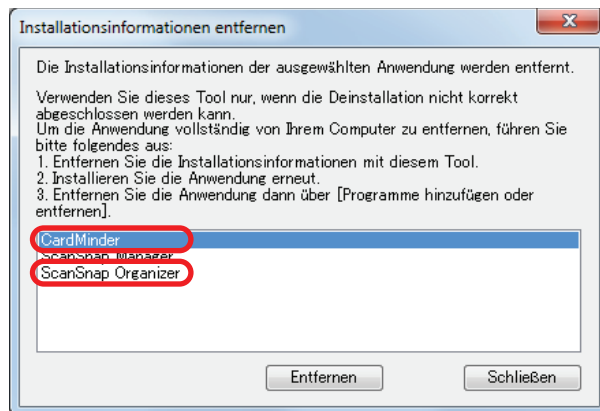 Installationsinformationen entfernen
Die Installationsinformationen der ausgewählten Anwendung werden entfernt.
Verwenden Sie dieses Tool nur, wenn die Deinstallation nicht korrekt
abgeschlossen werden kann.
Um die Anwendung vollständig von Ihrem Computer zu entfernen, führen Sie
bitte folgendes aus:
1. Entfernen Sie die Installationsinformationen mit diesem Tool.
2. Installieren Sie die Anwendung erneut.
3. Entfernen Sie die Anwendung dann über [Programme hinzufügen oder
entfernen].
CardMinder
ScanSnap Manager
ScanSnap Organizer
Entfernen Schließen